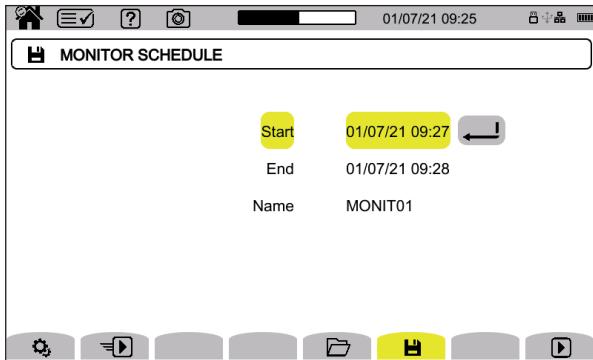 01/07/21 09:25
MONITOR SCHEDULE
Start 01/07/21 09:27
End 01/07/21 09:28
Name MONIT01